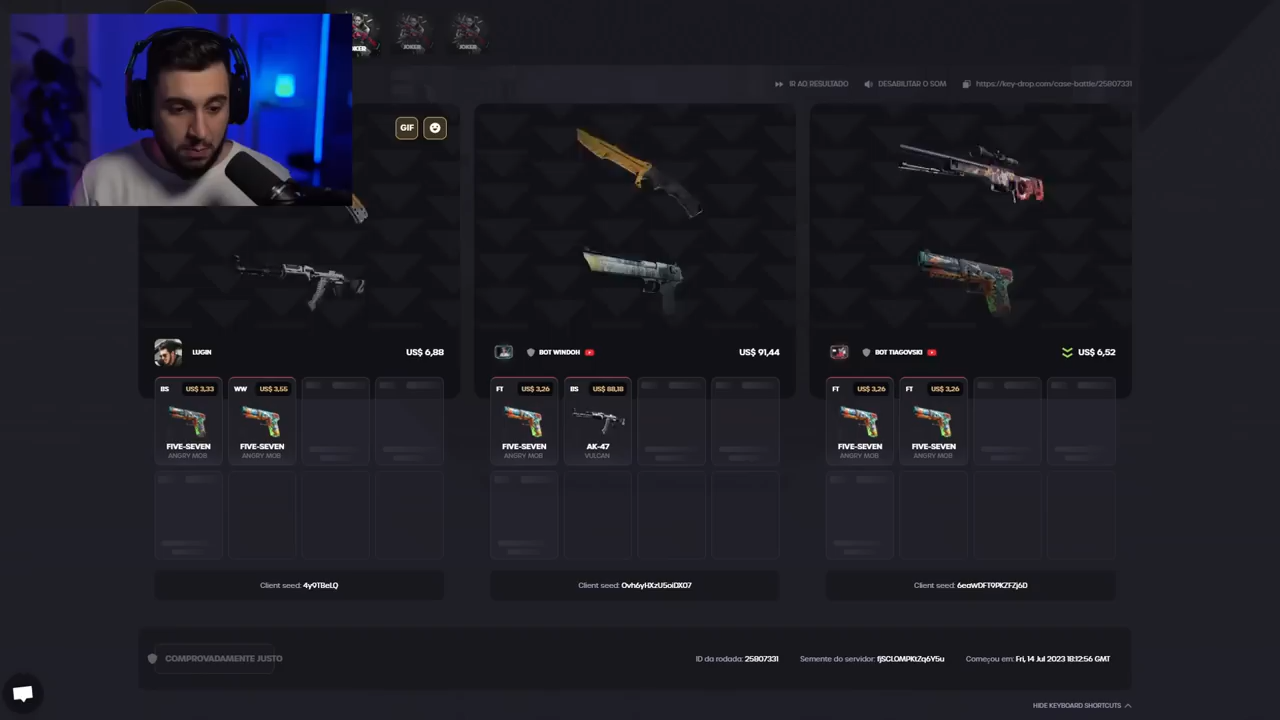 JOKER
JOKER
IR AO RESULTADO
DESABILITAR O SOM
https://key-drop.com/case-battle/25807331
GIF
LUGIN US$ 6,88
BOT WINDOH US$ 91,44
BOT TIAGOVSKI US$ 6,52
BS US$ 3,33
WW US$ 3,55
FT US$ 3,26
BS US$ 88,18
FT US$ 3,26
FT US$ 3,26
FIVE-SEVEN
ANGRY MOB
FIVE-SEVEN
ANGRY MOB
FIVE-SEVEN
ANGRY MOB
AK-47
VULCAN
FIVE-SEVEN
ANGRY MOB
FIVE-SEVEN
ANGRY MOB
Client seed: 4y9TBeLQ
Client seed: Ovh6yHXzU5oiDX07
Client seed: 6eaWDFT9PKZFZj6D
COMPROVADAMENTE JUSTO
ID da rodada: 25807331
Semente do servidor: fjSCLOMPKtZq6Y5u
Começou em: Fri, 14 Jul 2023 18:12:56 GMT
HIDE KEYBOARD SHORTCUTS